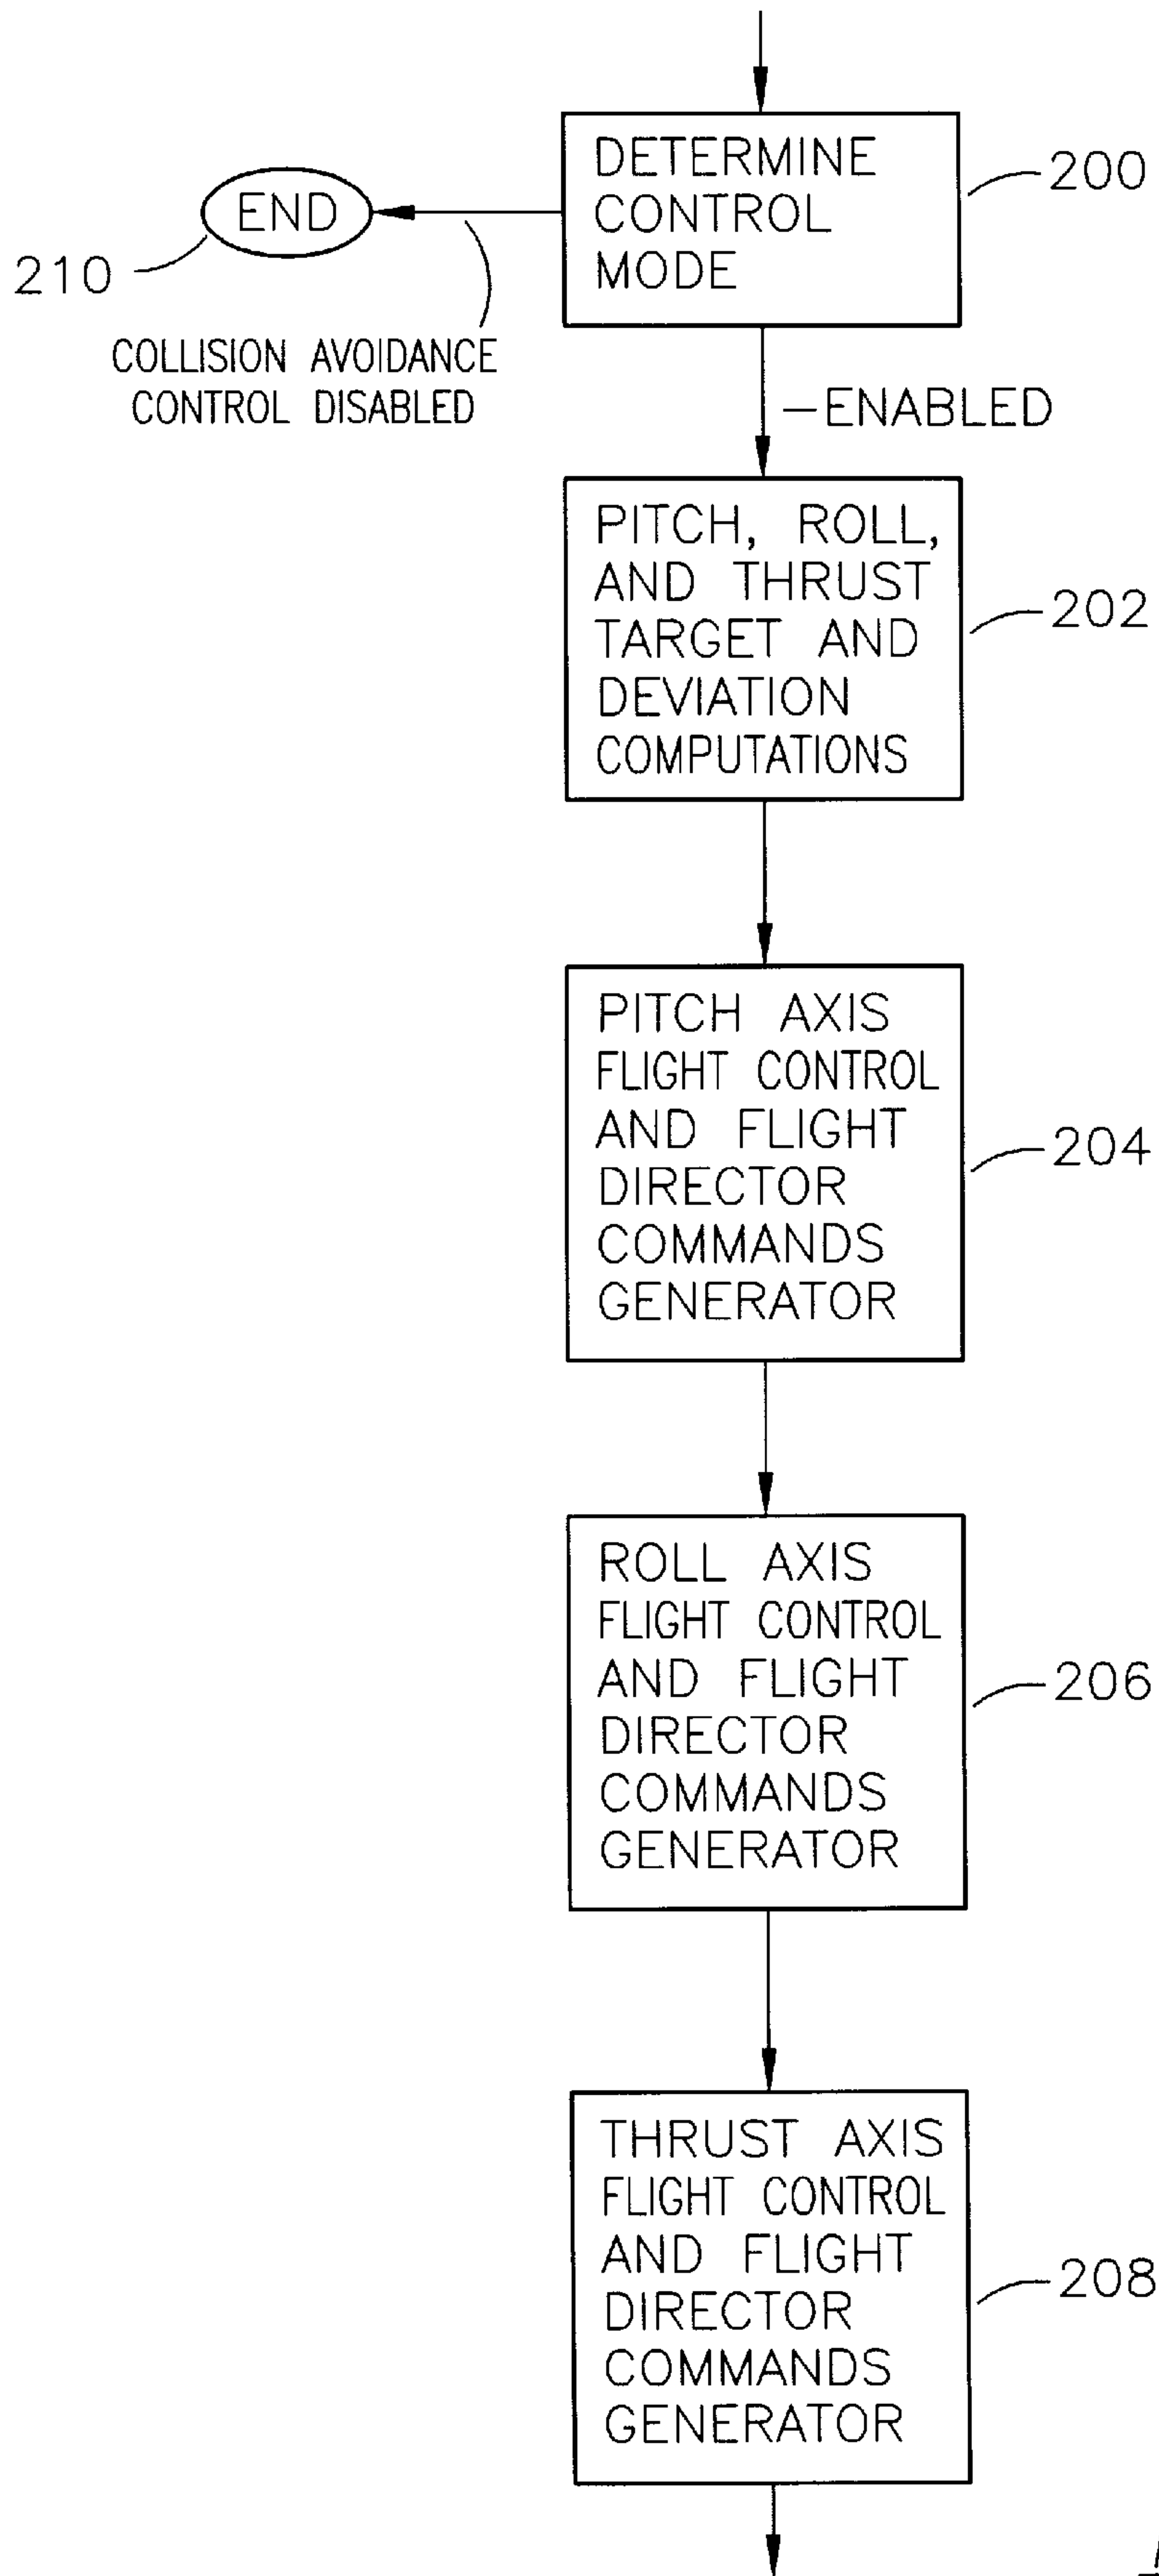 DETERMINE
CONTROL
MODE
200
END
210
COLLISION AVOIDANCE
CONTROL DISABLED
—ENABLED
PITCH, ROLL,
AND THRUST
TARGET AND
DEVIATION
COMPUTATIONS
202
PITCH AXIS
FLIGHT CONTROL
AND FLIGHT
DIRECTOR
COMMANDS
GENERATOR
204
ROLL AXIS
FLIGHT CONTROL
AND FLIGHT
DIRECTOR
COMMANDS
GENERATOR
206
THRUST AXIS
FLIGHT CONTROL
AND FLIGHT
DIRECTOR
COMMANDS
GENERATOR
208